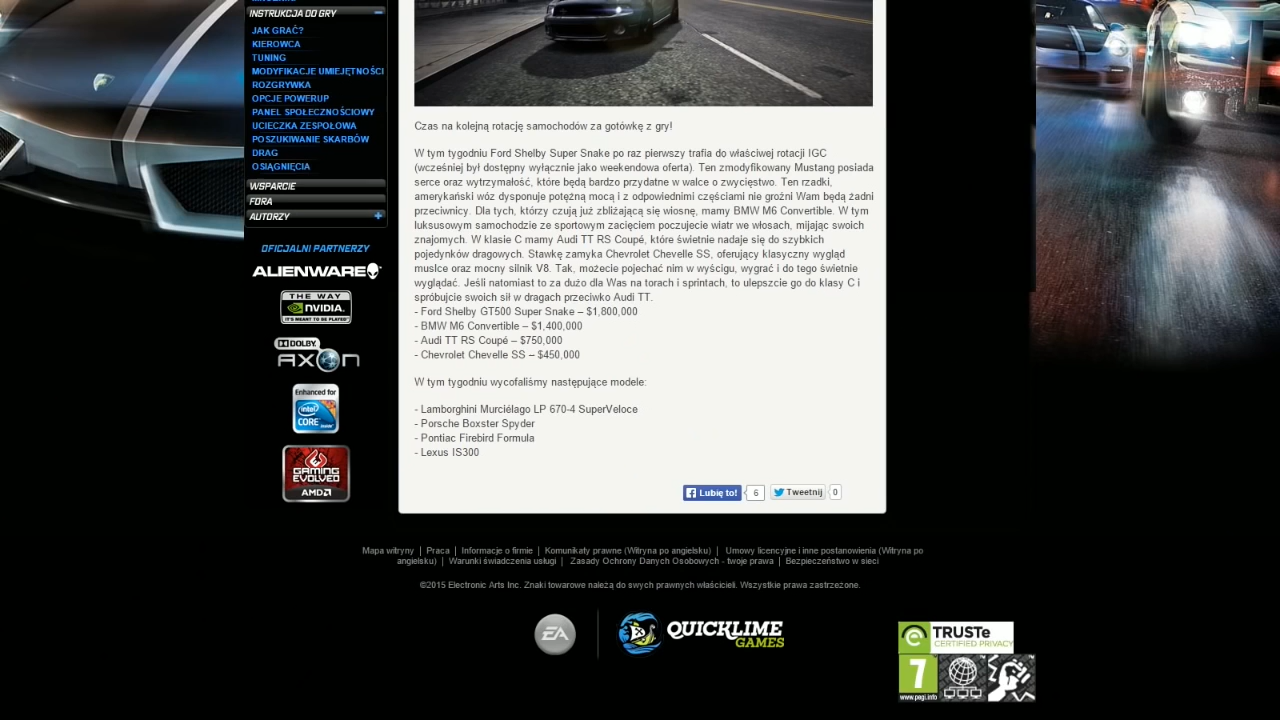 INSTRUKCJA DO GRY
JAK GRAĆ?
KIEROWCA
TUNING
MODYFIKACJE UMIEJĘTNOŚCI
ROZGRYWKA
OPCJE POWERUP
PANEL SPOŁECZNOŚCIOWY
UCIECZKA ZESPOŁOWA
POSZUKIWANIE SKARBÓW
DRAG
OSIĄGNIĘCIA
WSPARCIE
FORA
AUTORZY
OFICJALNI PARTNERZY
ALIENWARE
THE WAY
NVIDIA.
IT'S MEANT TO BE PLAYED
DOLBY.
AXON
Enhanced for
intel
CORE
GAMING
EVOLVED
AMD
Czas na kolejną rotację samochodów za gotówkę z gry!
W tym tygodniu Ford Shelby Super Snake po raz pierwszy trafia do właściwej rotacji IGC
(wcześniej był dostępny wyłącznie jako weekendowa oferta). Ten zmodyfikowany Mustang posiada
serce oraz wytrzymałość, które będą bardzo przydatne w walce o zwycięstwo. Ten rzadki,
amerykański wóz dysponuje potężną mocą i z odpowiednimi częściami nie groźni Wam będą żadni
przeciwnicy. Dla tych, którzy czują już zbliżającą się wiosnę, mamy BMW M6 Convertible. W tym
luksusowym samochodzie ze sportowym zacięciem poczujecie wiatr we włosach, mijając swoich
znajomych. W klasie C mamy Audi TT RS Coupé, które świetnie nadaje się do szybkich
pojedynków dragowych. Stawkę zamyka Chevrolet Chevelle SS, oferujący klasyczny wygląd
muslce oraz mocny silnik V8. Tak, możecie pojechać nim w wyścigu, wygrać i do tego świetnie
wyglądać. Jeśli natomiast to za dużo dla Was na torach i sprintach, to ulepszcie go do klasy C i
spróbujcie swoich sił w dragach przeciwko Audi TT.
- Ford Shelby GT500 Super Snake – $1,800,000
- BMW M6 Convertible – $1,400,000
- Audi TT RS Coupé – $750,000
- Chevrolet Chevelle SS – $450,000
W tym tygodniu wycofaliśmy następujące modele:
- Lamborghini Murciélago LP 670-4 SuperVeloce
- Porsche Boxster Spyder
- Pontiac Firebird Formula
- Lexus IS300
Lubię to! 6 Tweetnij 0
Mapa witryny | Praca | Informacje o firmie | Komunikaty prawne (Witryna po angielsku) | Umowy licencyjne i inne postanowienia (Witryna po
angielsku) | Warunki świadczenia usługi | Zasady Ochrony Danych Osobowych - twoje prawa | Bezpieczeństwo w sieci
©2015 Electronic Arts Inc. Znaki towarowe należą do swych prawnych właścicieli. Wszystkie prawa zastrzeżone.
EA
QUICKLIME
GAMES
TRUSTe
CERTIFIED PRIVACY
7
www.pegi.info